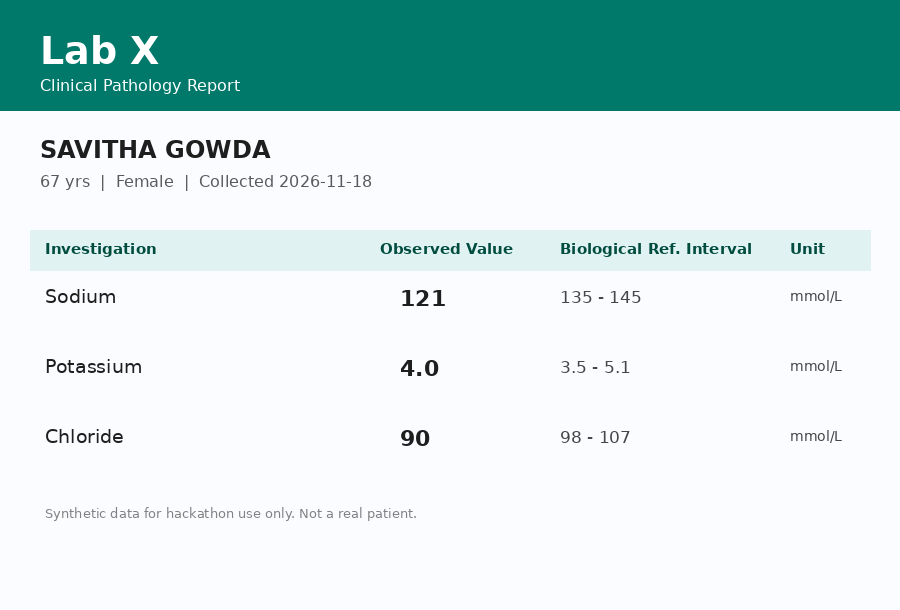 Lab X
Clinical Pathology Report
SAVITHA GOWDA
67 yrs | Female | Collected 2026-11-18
Investigation Observed Value Biological Ref. Interval Unit
Sodium 121 135 - 145 mmol/L
Potassium 4.0 3.5 - 5.1 mmol/L
Chloride 90 98 - 107 mmol/L
Synthetic data for hackathon use only. Not a real patient.